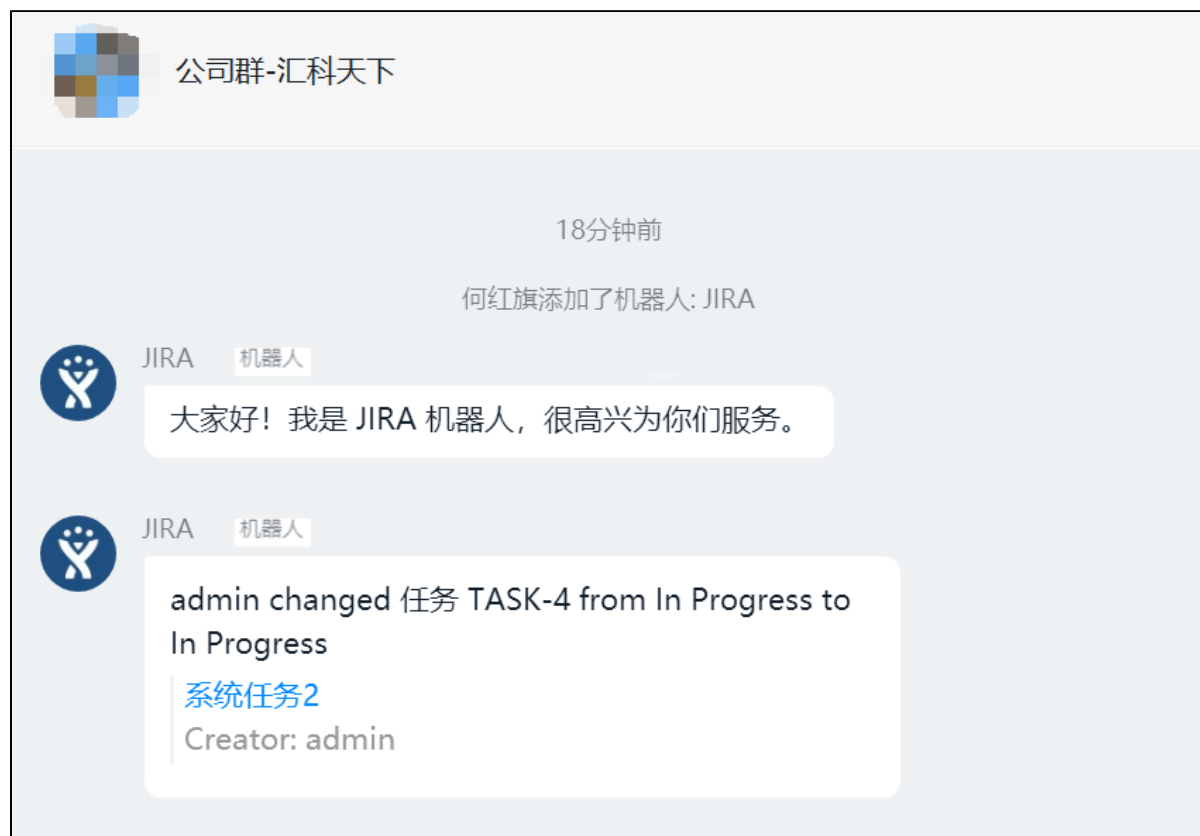 公司群-汇科天下
18分钟前
何红旗添加了机器人: JIRA
JIRA 机器人
大家好！我是 JIRA 机器人，很高兴为你们服务。
JIRA 机器人
admin changed 任务 TASK-4 from In Progress to
In Progress
系统任务2
Creator: admin